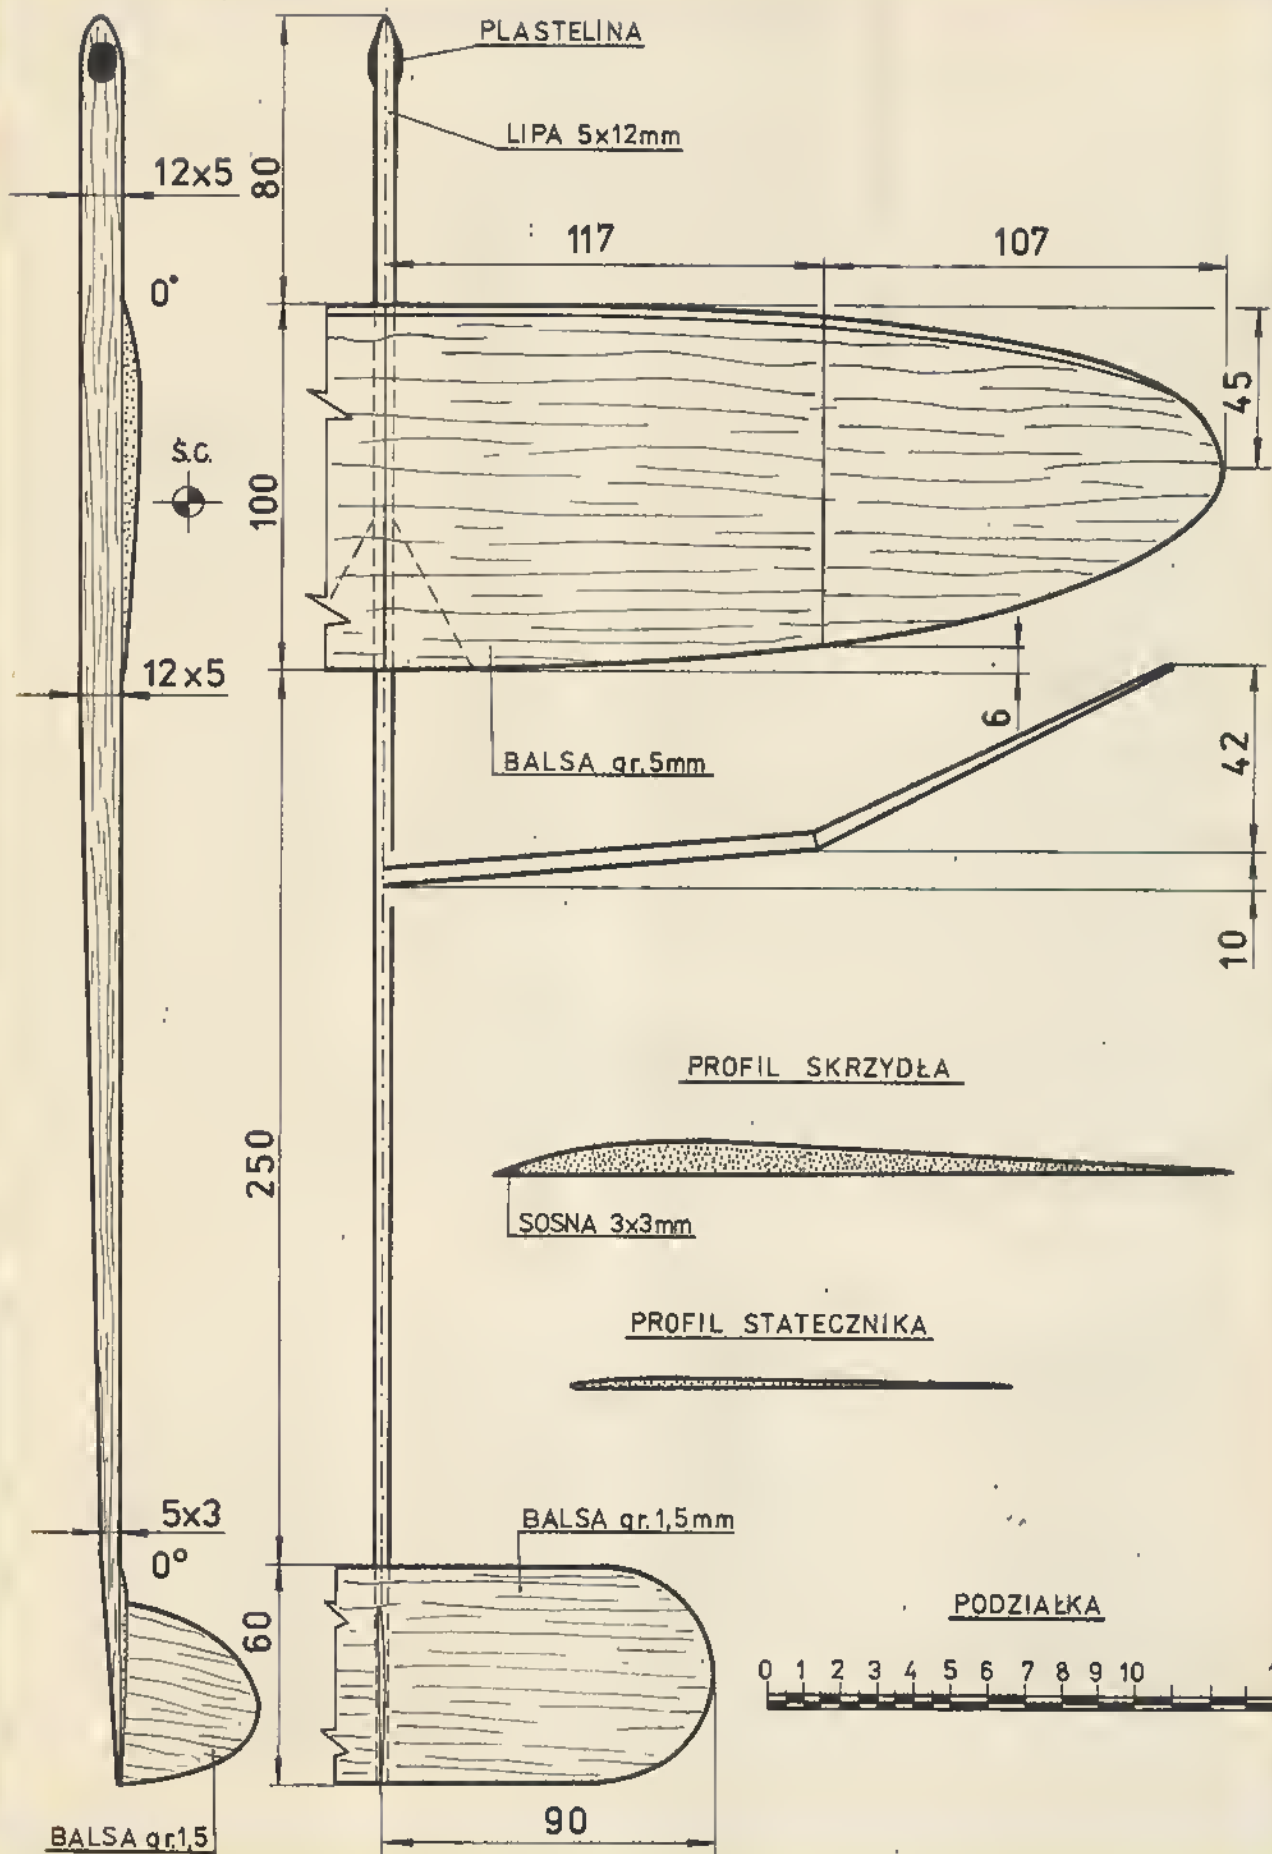 PLASTELINA
LIPA 5x12mm
12x5
80
117
107
0°
45
Ś.C.
100
12x5
6
BALSA gr.5mm
42
10
PROFIL SKRZYDŁA
250
SOSNA 3x3mm
PROFIL STATECZNIKA
5x3
BALSA gr.1,5mm
0°
60
PODZIAŁKA
0 1 2 3 4 5 6 7 8 9 10
90
BALSA gr.1,5